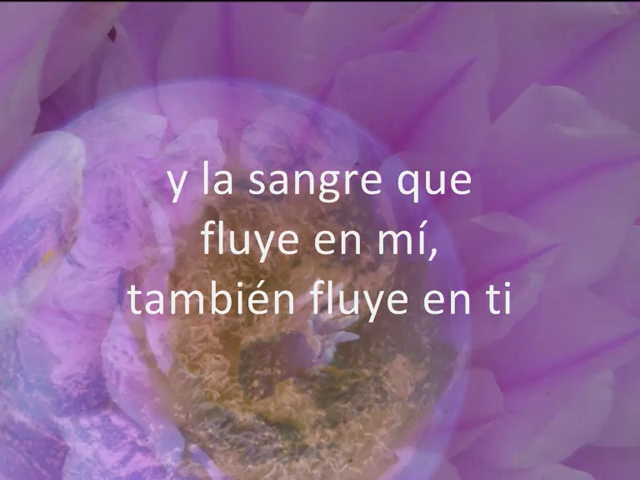 y la sangre que
fluye en mí,
también fluye en ti